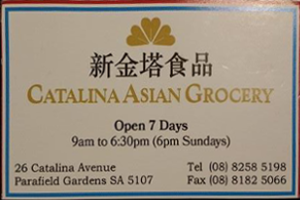 新金塔食品
CATALINA ASIAN GROCERY
Open 7 Days
9am to 6:30pm (6pm Sundays)
26 Catalina Avenue
Parafield Gardens SA 5107
Tel (08) 8258 5198
Fax (08) 8182 5066